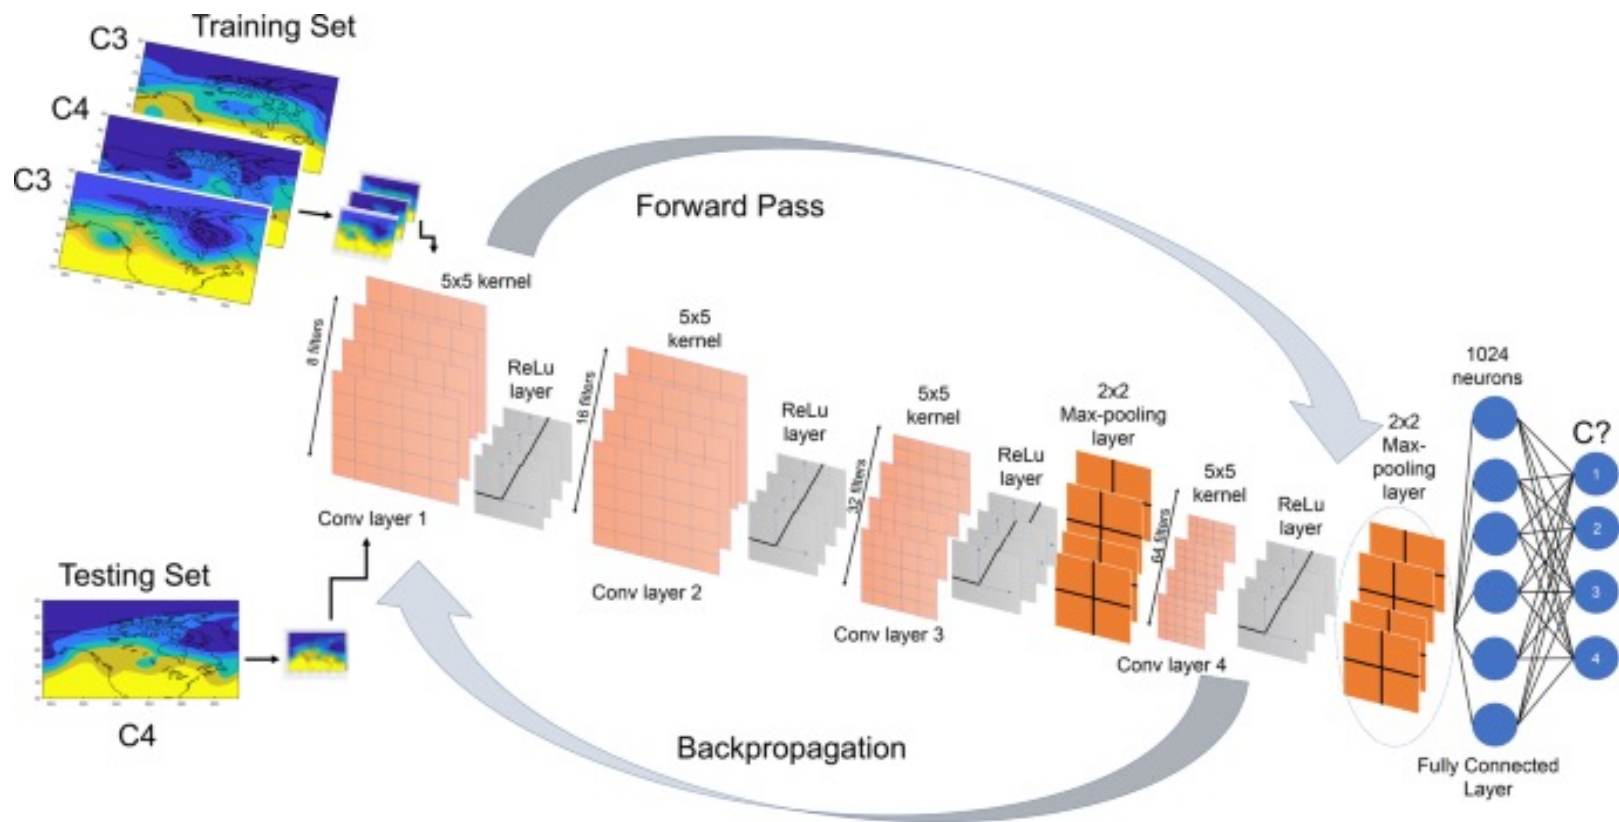 Training Set
C3
C4
C3
Forward Pass
5x5 kernel
8 filters
Conv layer 1
ReLu
layer
5x5
kernel
16 filters
Conv layer 2
ReLu
layer
5x5
kernel
32 filters
Conv layer 3
ReLu
layer
2x2
Max-pooling
layer
5x5
kernel
64 filters
Conv layer 4
ReLu
layer
2x2
Max-
pooling
layer
1024
neurons
C?
1
2
3
4
Fully Connected
Layer
Testing Set
C4
Backpropagation